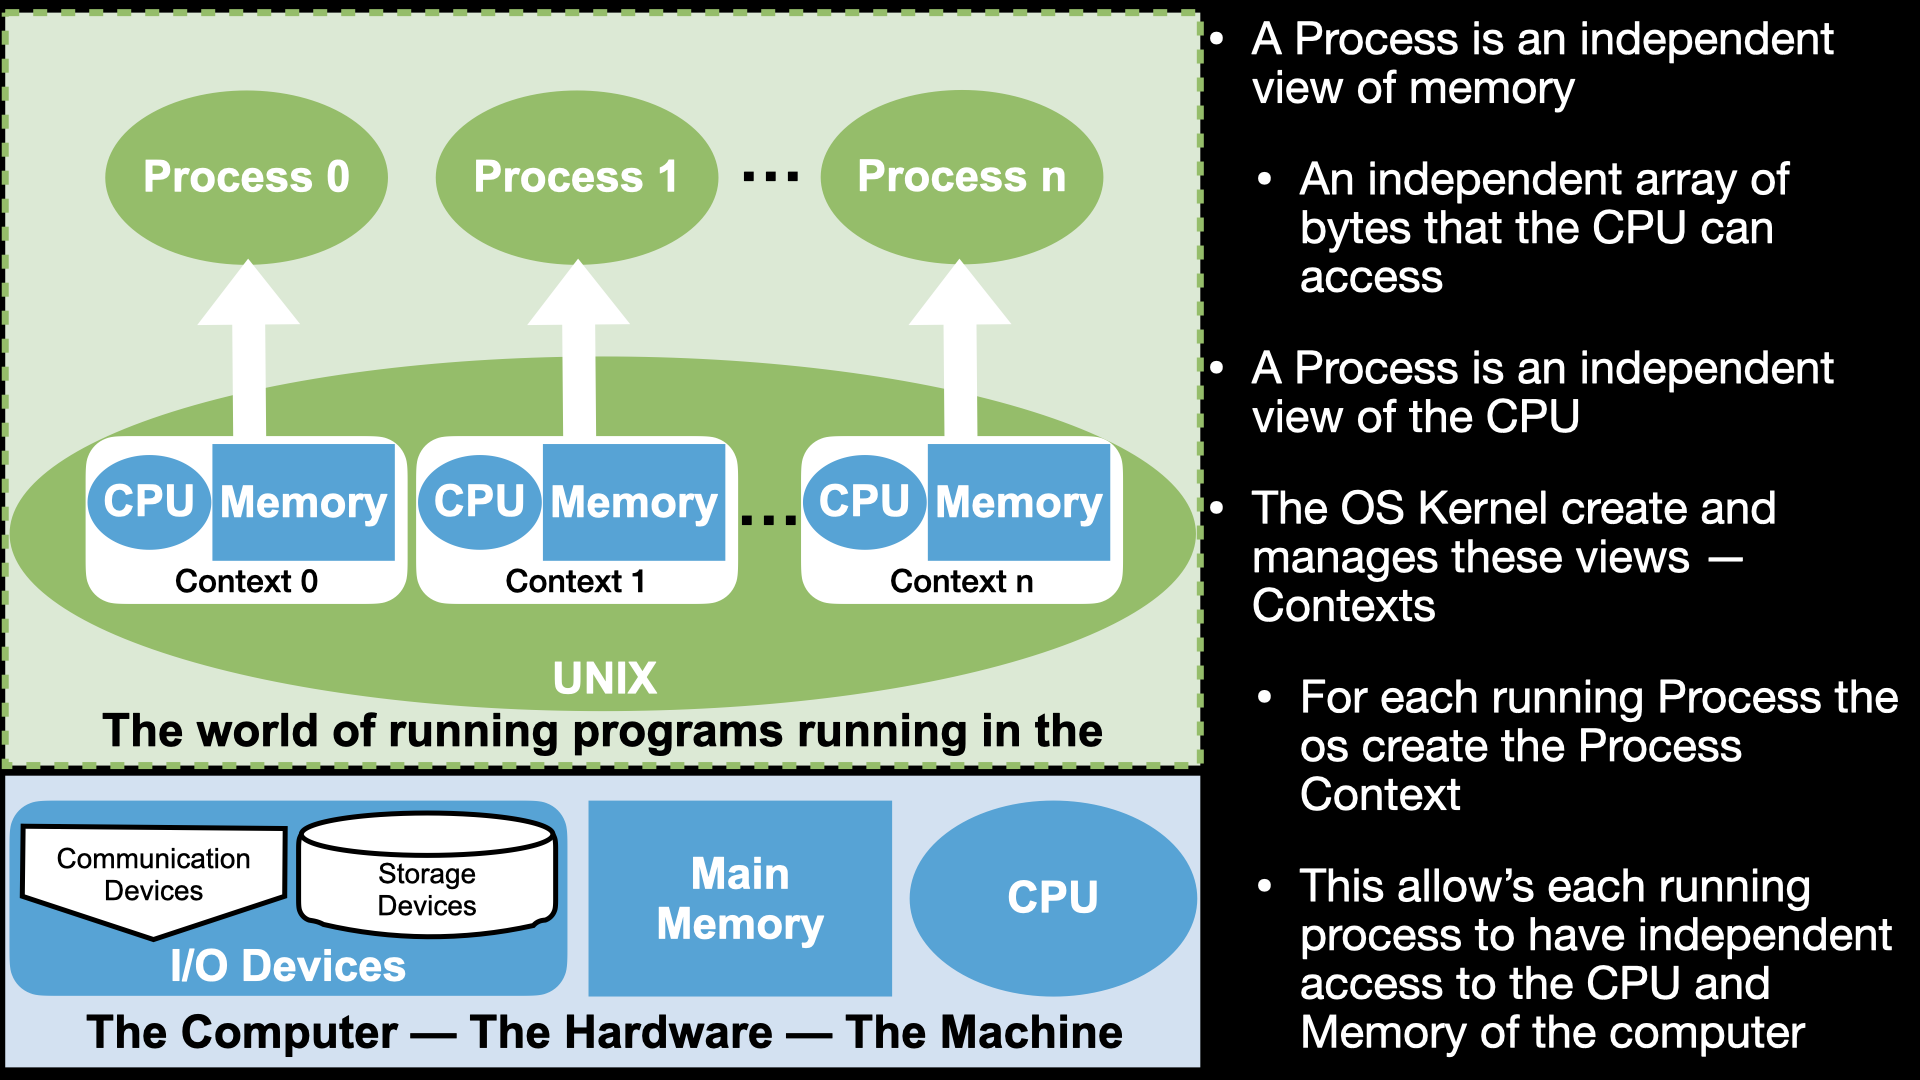 Process 0
Process 1
...
Process n
CPU
Memory
Context 0
CPU
Memory
Context 1
...
CPU
Memory
Context n
UNIX
The world of running programs running in the
Communication
Devices
Storage
Devices
I/O Devices
Main
Memory
CPU
The Computer — The Hardware — The Machine
• A Process is an independent
view of memory
• An independent array of
bytes that the CPU can
access
• A Process is an independent
view of the CPU
• The OS Kernel create and
manages these views —
Contexts
• For each running Process the
os create the Process
Context
• This allow’s each running
process to have independent
access to the CPU and
Memory of the computer